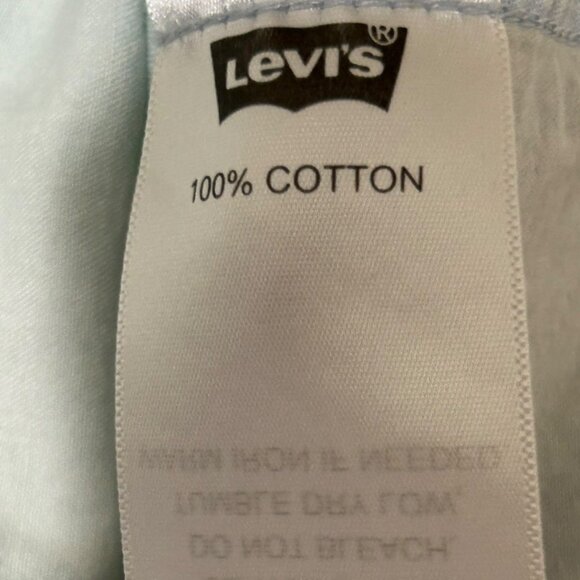 Levi's®
100% COTTON
DO NOT BLEACH.
TUMBLE DRY LOW,
WARM IRON IF NEEDED